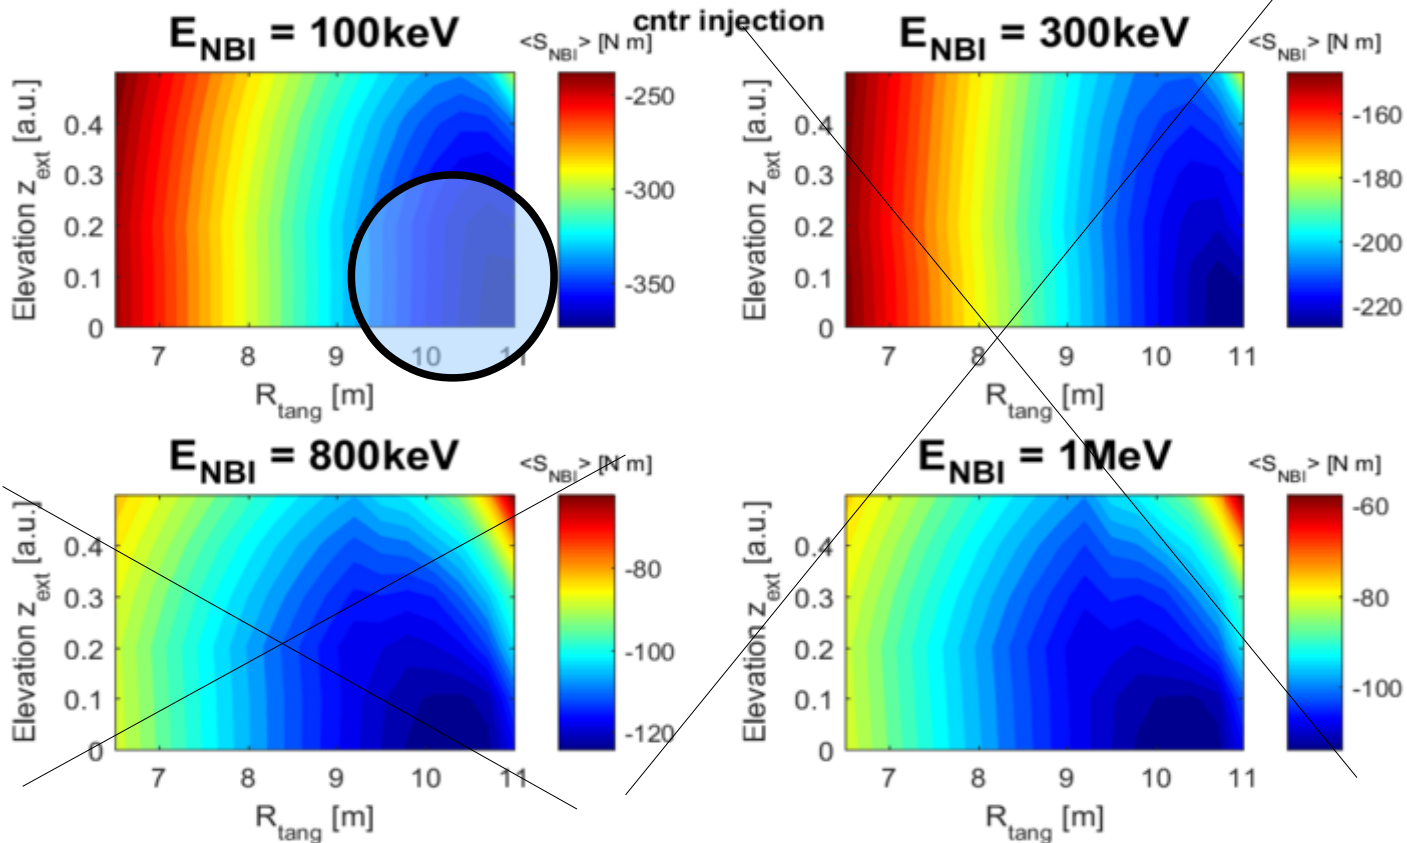 cntr injection
E_NBI = 100keV
<S_NBI> [N m]
Elevation z_ext [a.u.]
0.4
0.3
0.2
0.1
0
7 8 9 10 11
R_tang [m]
-250
-300
-350
E_NBI = 300keV
<S_NBI> [N m]
Elevation z_ext [a.u.]
0.4
0.3
0.2
0.1
0
7 8 9 10 11
R_tang [m]
-160
-180
-200
-220
E_NBI = 800keV
<S_NBI> [N m]
Elevation z_ext [a.u.]
0.4
0.3
0.2
0.1
0
7 8 9 10 11
R_tang [m]
-80
-100
-120
E_NBI = 1MeV
<S_NBI> [N m]
Elevation z_ext [a.u.]
0.4
0.3
0.2
0.1
0
7 8 9 10 11
R_tang [m]
-60
-80
-100